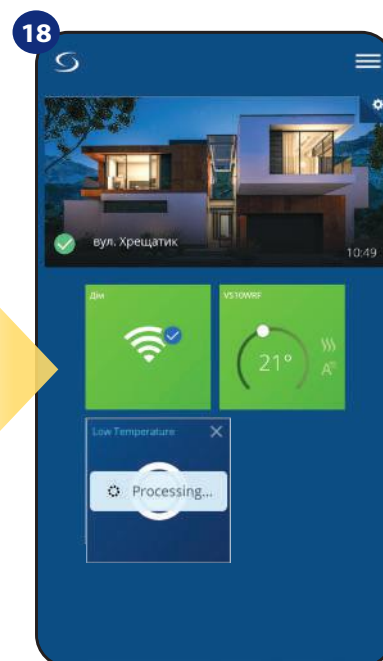 18
вул. Хрещатик
10:49
Дім
VS10WRF
21°
A
Low Temperature
Processing...